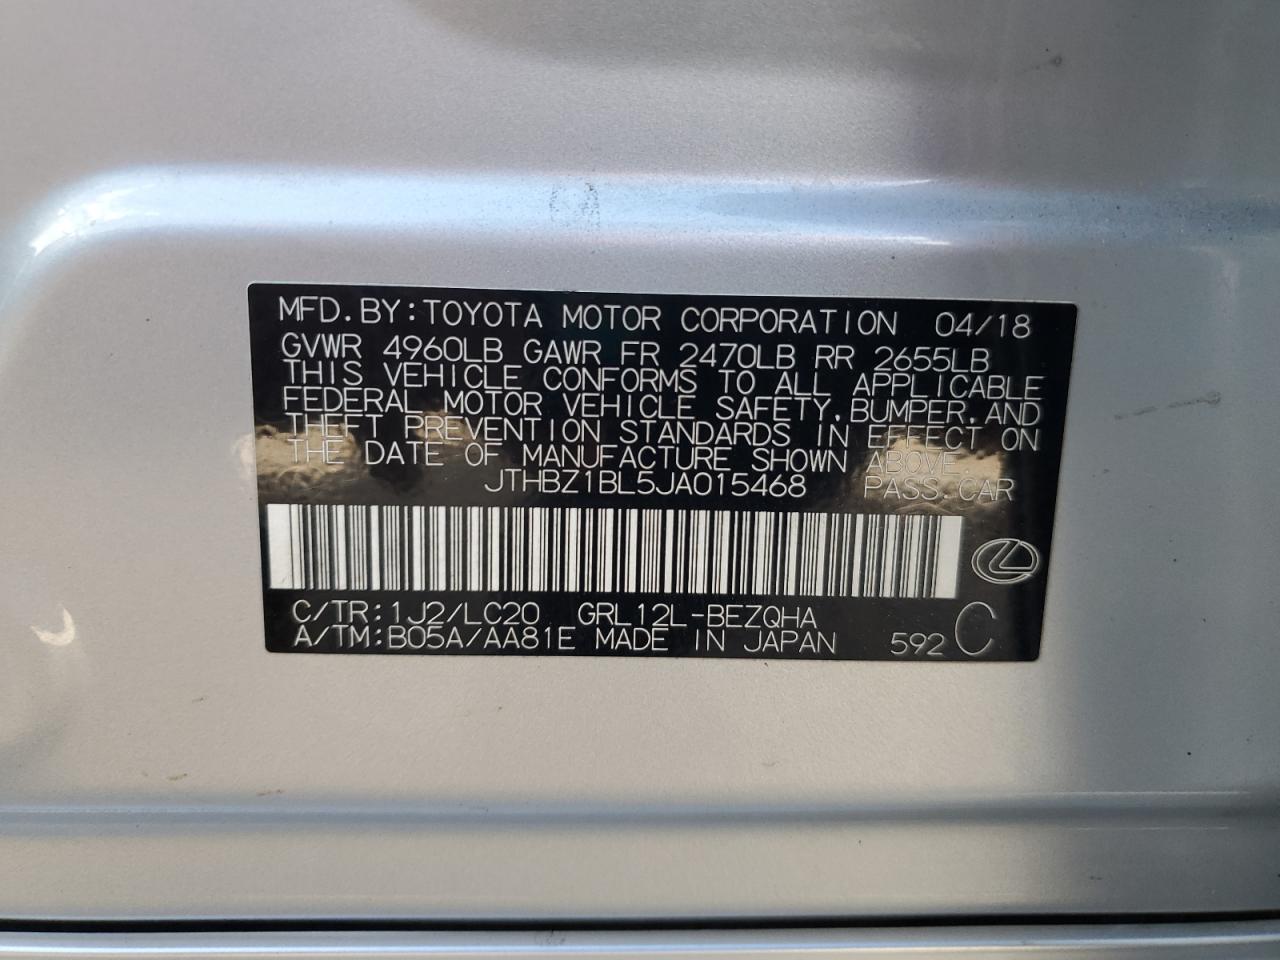 MFD.BY:TOYOTA MOTOR CORPORATION 04/18
GVWR 4960LB GAWR FR 2470LB RR 2655LB
THIS VEHICLE CONFORMS TO ALL APPLICABLE
FEDERAL MOTOR VEHICLE SAFETY,BUMPER,AND
THEFT PREVENTION STANDARDS IN EFFECT ON
THE DATE OF MANUFACTURE SHOWN ABOVE.
JTHBZ1BL5JA015468 PASS.CAR
C/TR:1J2/LC20 GRL12L-BEZQHA
A/TM:B05A/AA81E MADE IN JAPAN 592 C